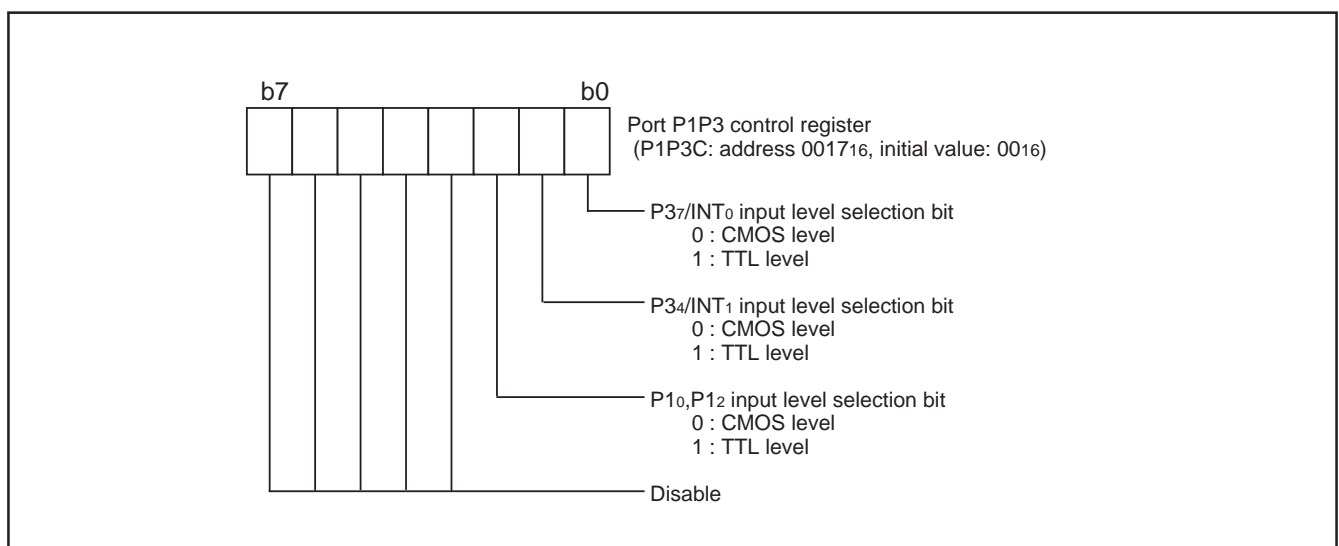 b7 b0
Port P1P3 control register
(P1P3C: address 001716, initial value: 0016)
P37/INT0 input level selection bit
0 : CMOS level
1 : TTL level
P34/INT1 input level selection bit
0 : CMOS level
1 : TTL level
P10,P12 input level selection bit
0 : CMOS level
1 : TTL level
Disable